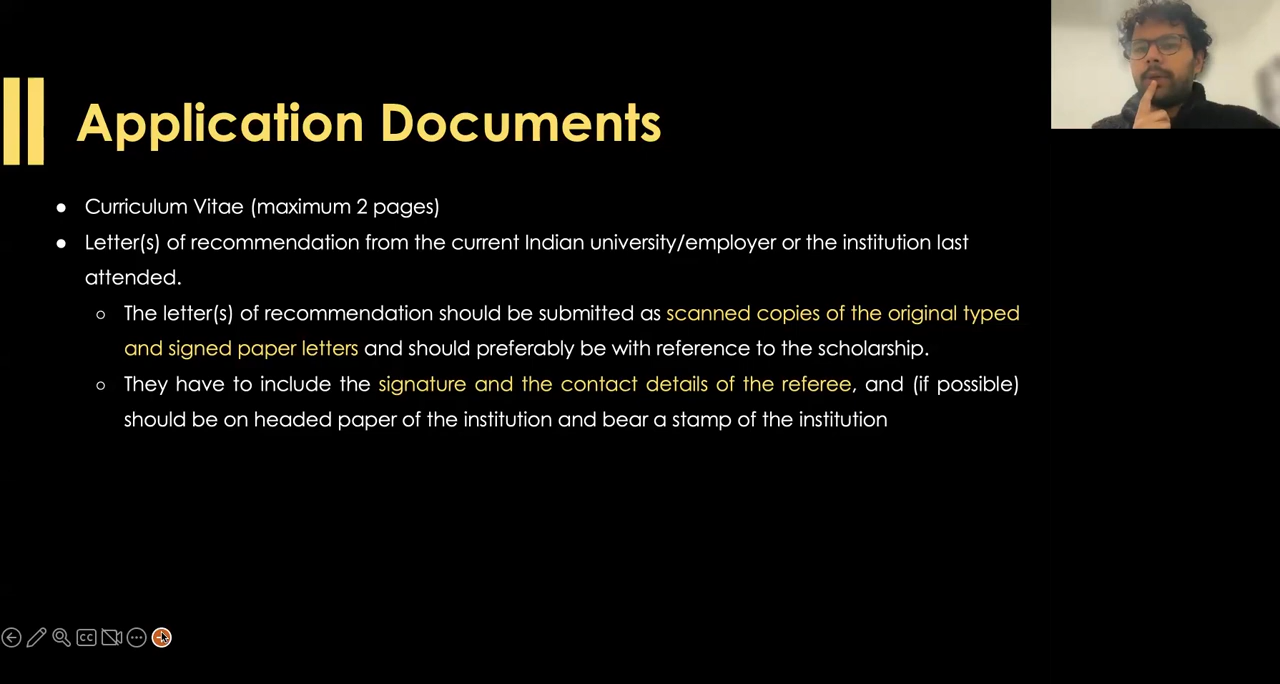 Application Documents
● Curriculum Vitae (maximum 2 pages)
● Letter(s) of recommendation from the current Indian university/employer or the institution last
attended.
○ The letter(s) of recommendation should be submitted as scanned copies of the original typed
and signed paper letters and should preferably be with reference to the scholarship.
○ They have to include the signature and the contact details of the referee, and (if possible)
should be on headed paper of the institution and bear a stamp of the institution
CC